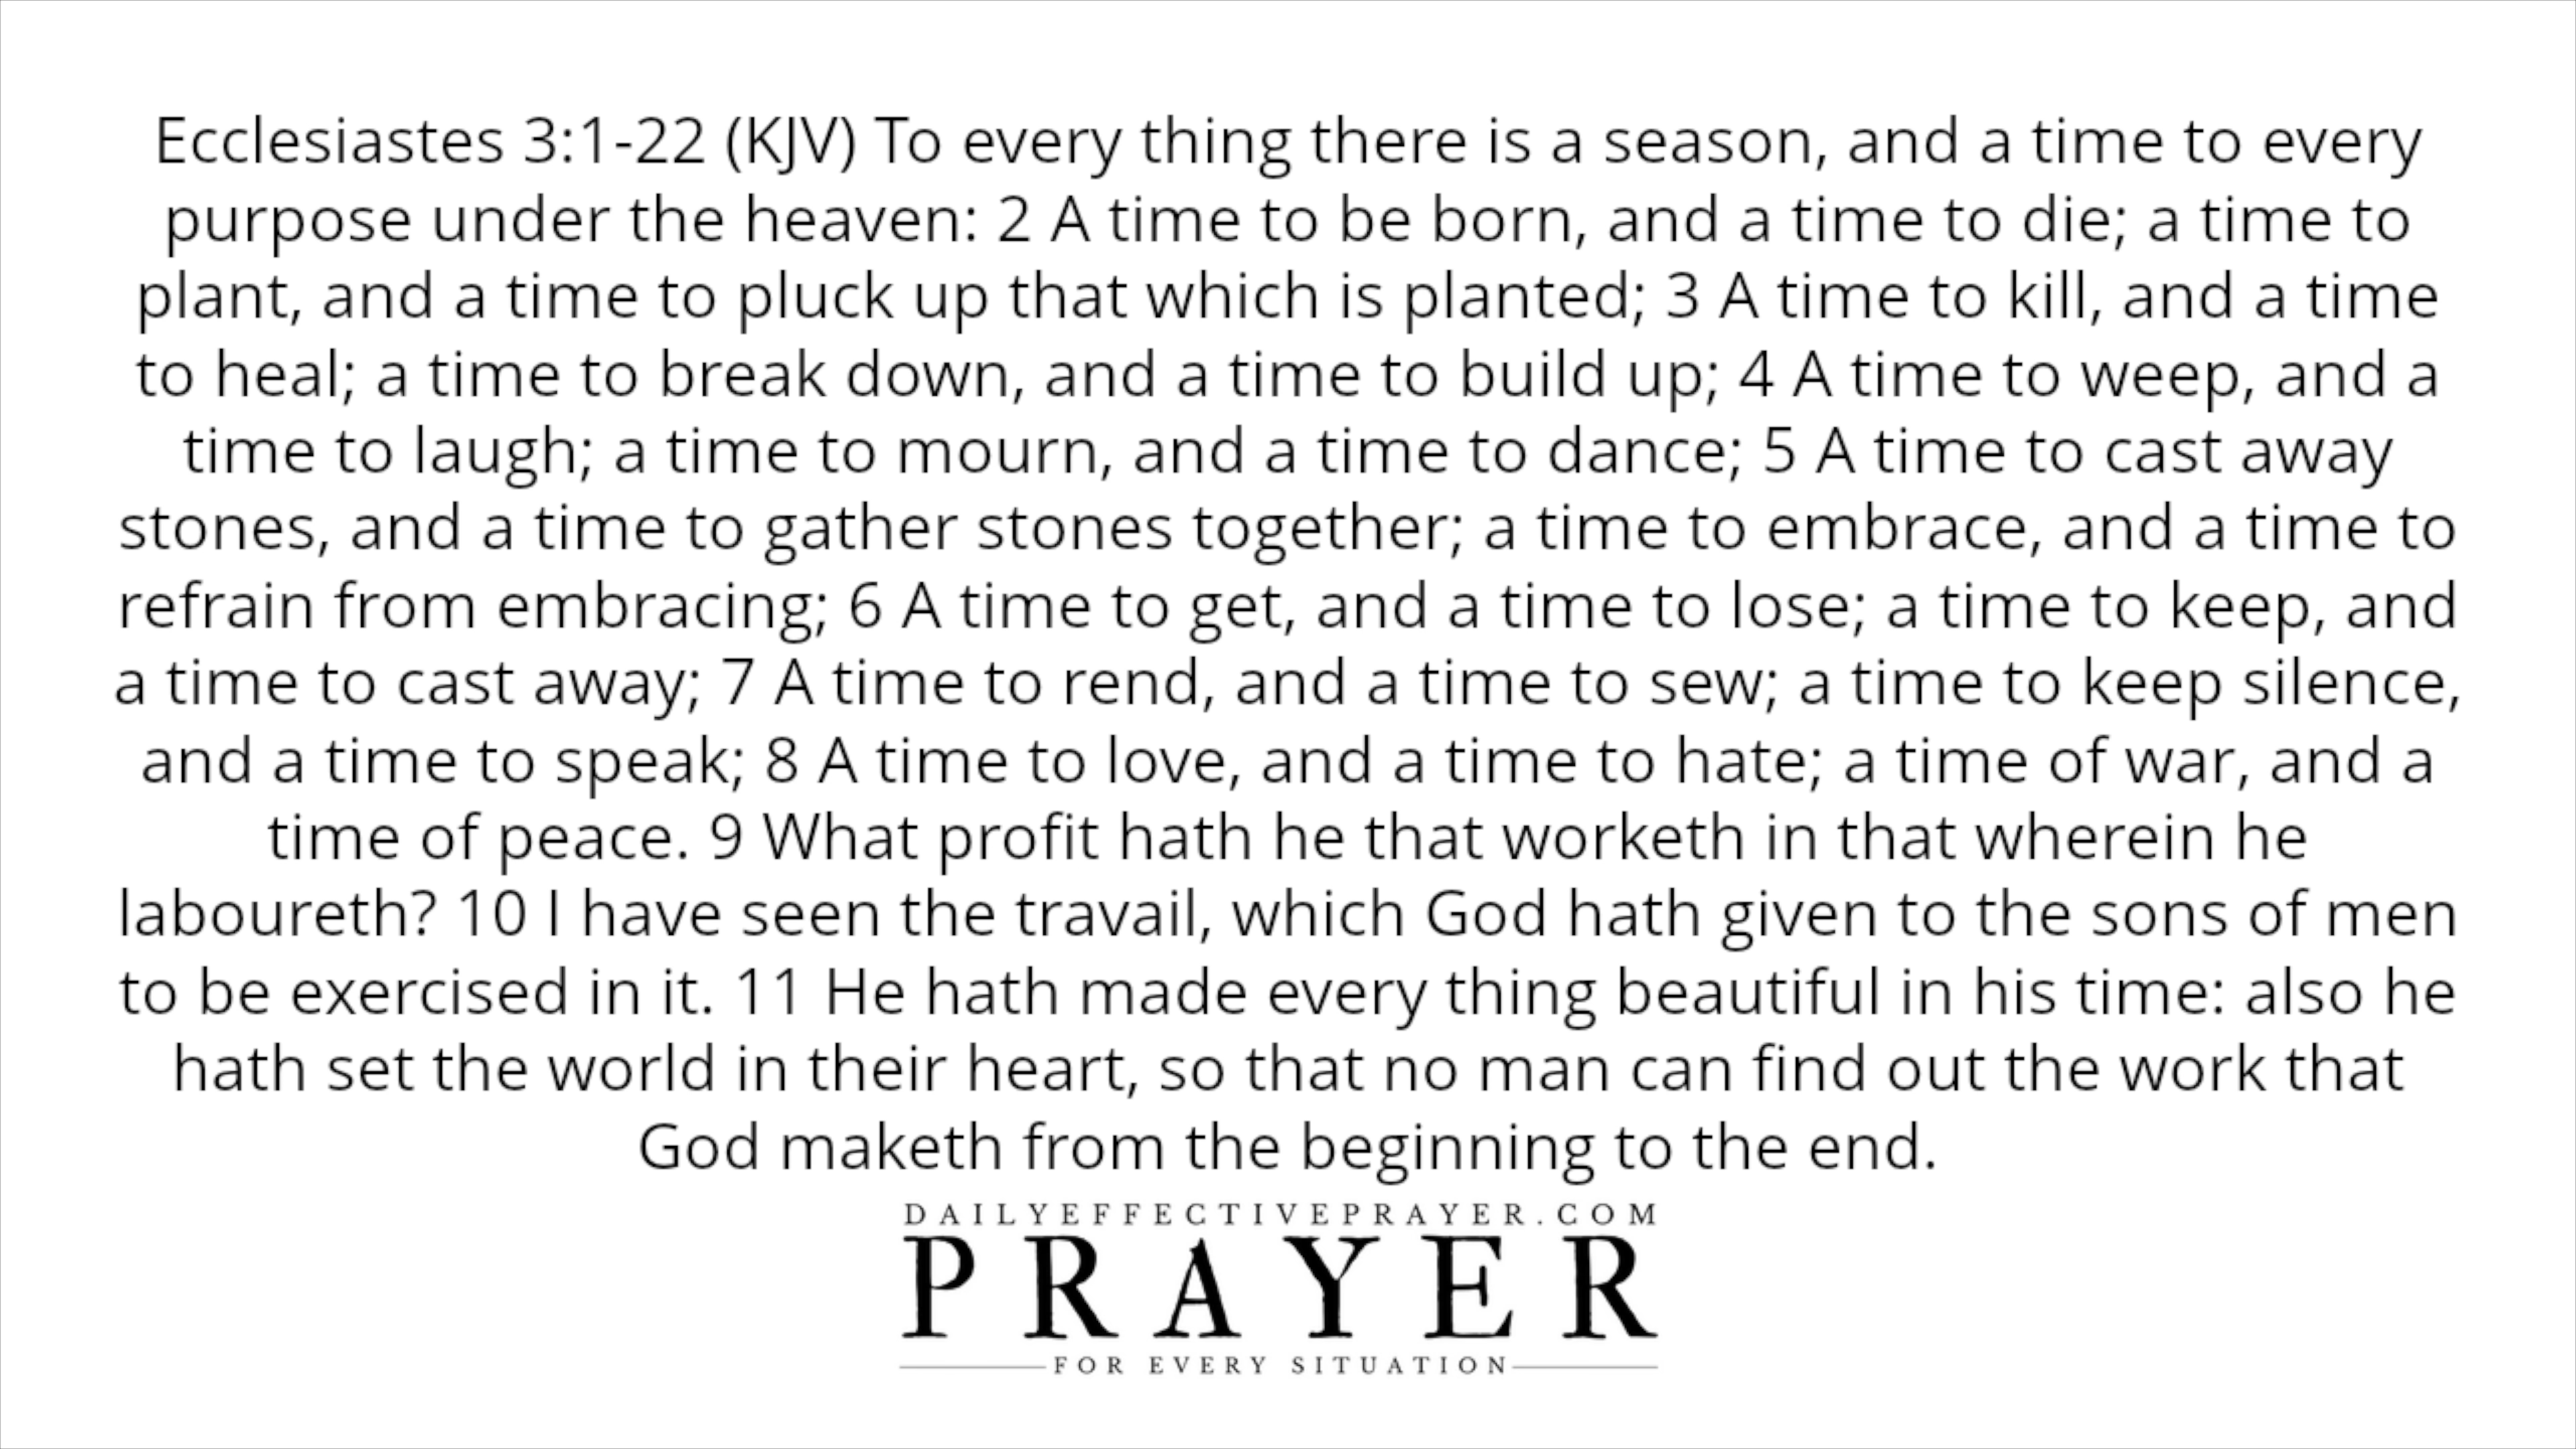 Ecclesiastes 3:1-22 (KJV) To every thing there is a season, and a time to every
purpose under the heaven: 2 A time to be born, and a time to die; a time to
plant, and a time to pluck up that which is planted; 3 A time to kill, and a time
to heal; a time to break down, and a time to build up; 4 A time to weep, and a
time to laugh; a time to mourn, and a time to dance; 5 A time to cast away
stones, and a time to gather stones together; a time to embrace, and a time to
refrain from embracing; 6 A time to get, and a time to lose; a time to keep, and
a time to cast away; 7 A time to rend, and a time to sew; a time to keep silence,
and a time to speak; 8 A time to love, and a time to hate; a time of war, and a
time of peace. 9 What profit hath he that worketh in that wherein he
laboureth? 10 I have seen the travail, which God hath given to the sons of men
to be exercised in it. 11 He hath made every thing beautiful in his time: also he
hath set the world in their heart, so that no man can find out the work that
God maketh from the beginning to the end.
DAILYEFFECTIVEPRAYER.COM
PRAYER
FOR EVERY SITUATION